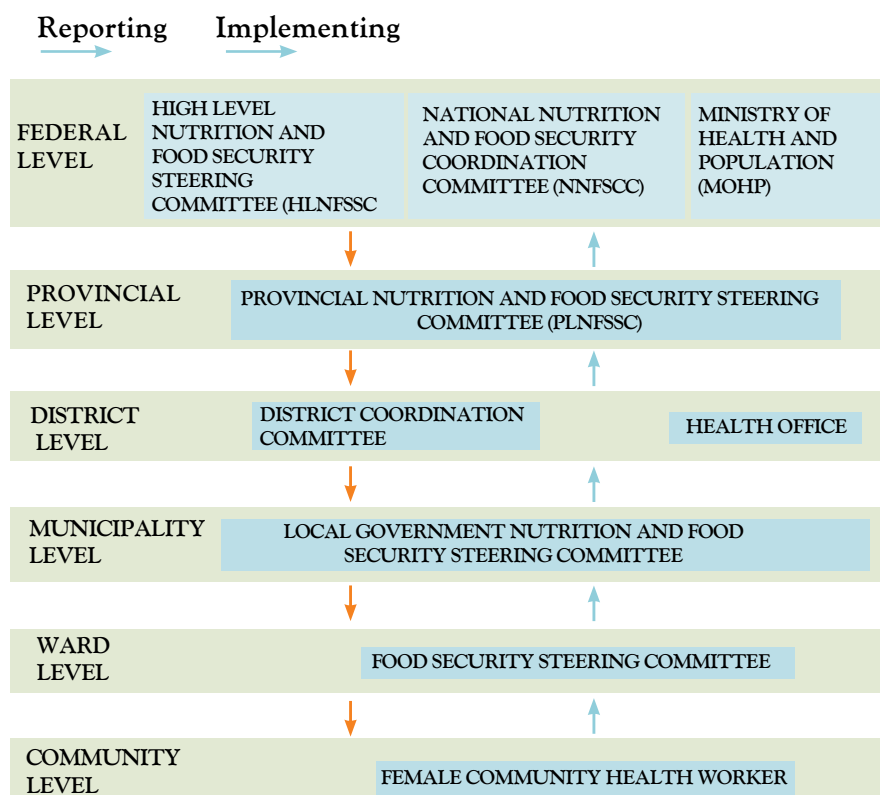 Reporting Implementing
FEDERAL
LEVEL
HIGH LEVEL
NUTRITION AND
FOOD SECURITY
STEERING
COMMITTEE (HLNFSSC
NATIONAL NUTRITION
AND FOOD SECURITY
COORDINATION
COMMITTEE (NNFSCC)
MINISTRY OF
HEALTH AND
POPULATION
(MOHP)
PROVINCIAL
LEVEL
PROVINCIAL NUTRITION AND FOOD SECURITY STEERING
COMMITTEE (PLNFSSC)
DISTRICT
LEVEL
DISTRICT COORDINATION
COMMITTEE
HEALTH OFFICE
MUNICIPALITY
LEVEL
LOCAL GOVERNMENT NUTRITION AND FOOD
SECURITY STEERING COMMITTEE
WARD
LEVEL
FOOD SECURITY STEERING COMMITTEE
COMMUNITY
LEVEL
FEMALE COMMUNITY HEALTH WORKER